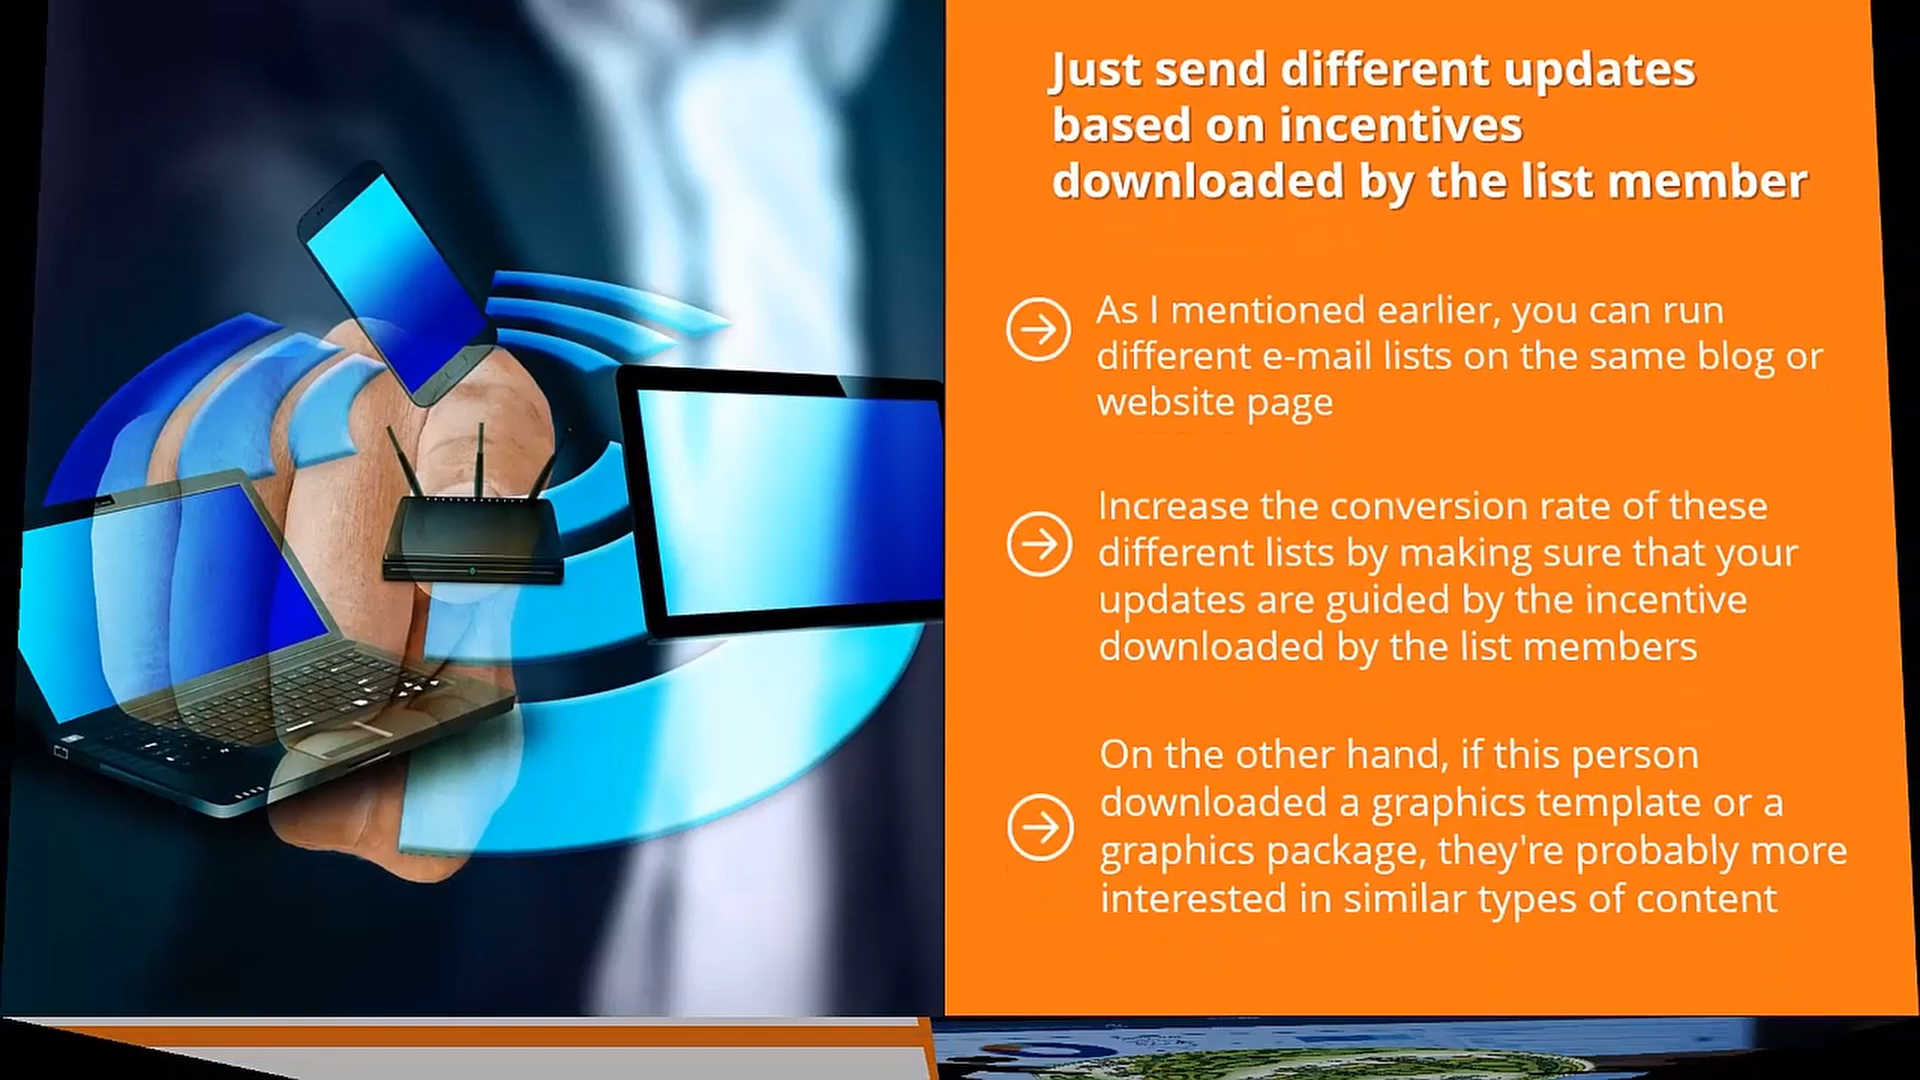 Just send different updates
based on incentives
downloaded by the list member
As I mentioned earlier, you can run
different e-mail lists on the same blog or
website page
Increase the conversion rate of these
different lists by making sure that your
updates are guided by the incentive
downloaded by the list members
On the other hand, if this person
downloaded a graphics template or a
graphics package, they're probably more
interested in similar types of content